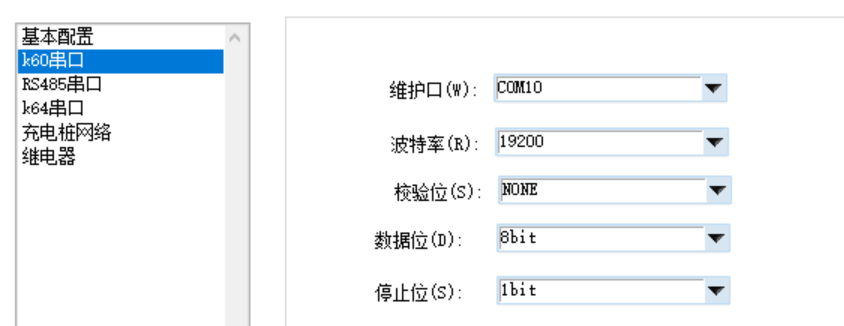 基本配置
k60串口
RS485串口
k64串口
充电桩网络
继电器
维护口(W): COM10
波特率(R): 19200
校验位(S): NONE
数据位(D): 8bit
停止位(S): 1bit